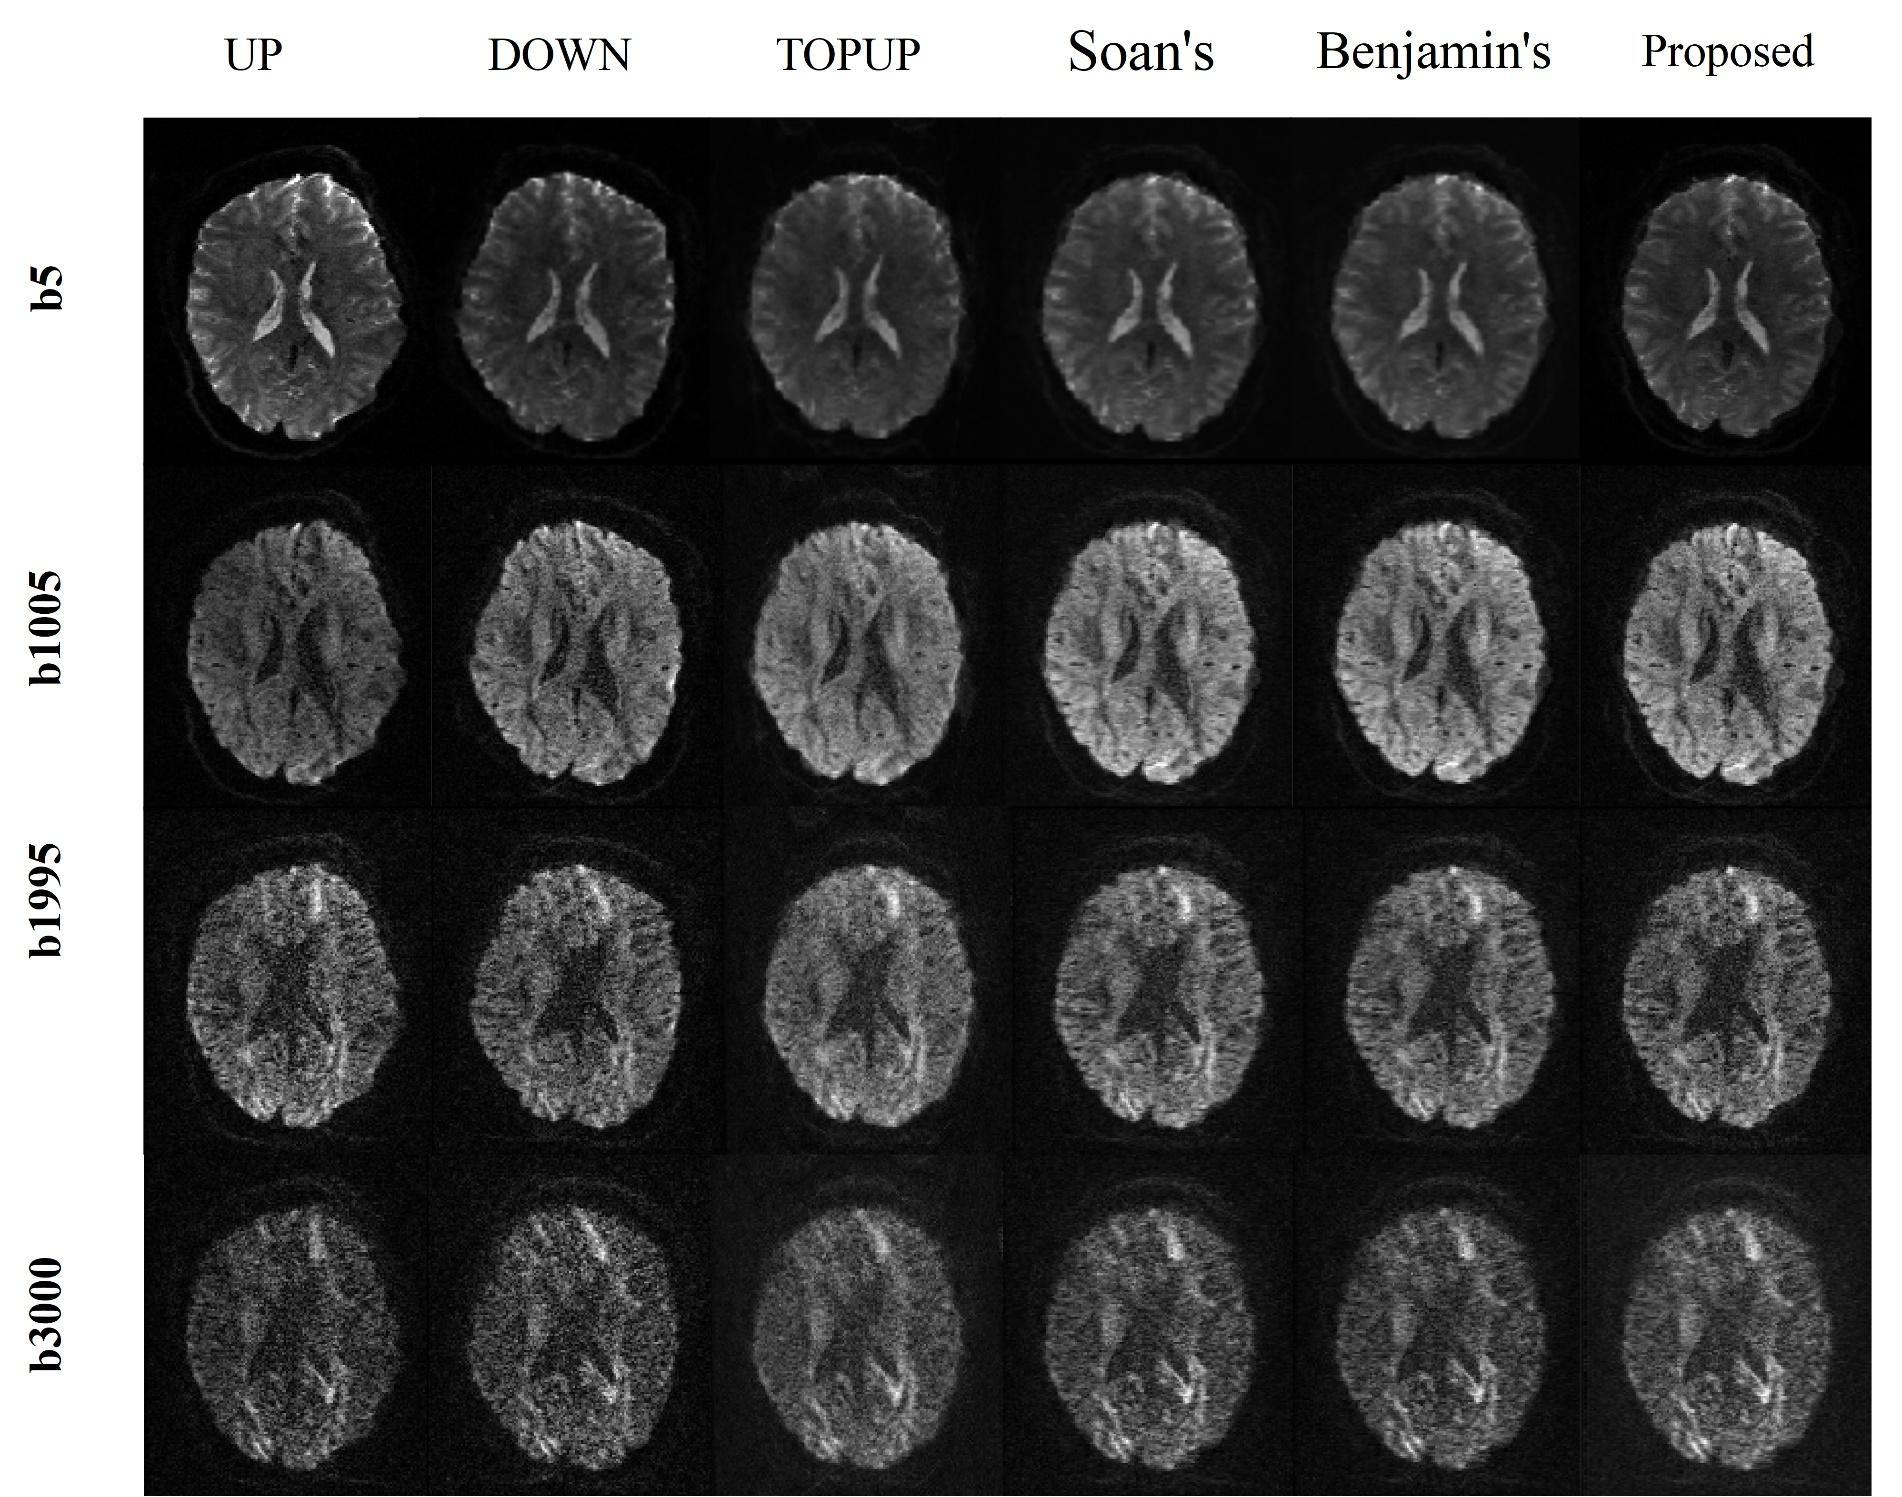 UP DOWN TOPUP Soan's Benjamin's Proposed
b5
b1005
b1995
b3000